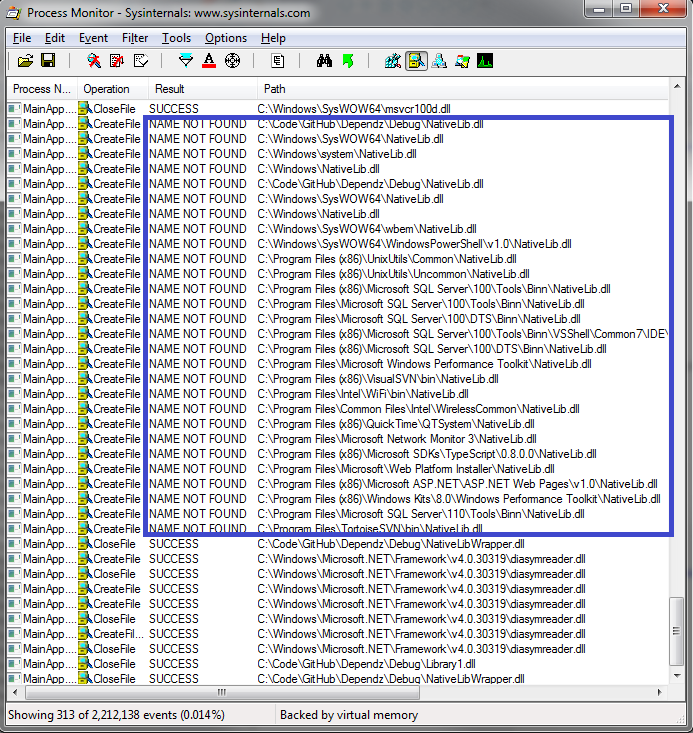 Process Monitor - Sysinternals: www.sysinternals.com
File Edit Event Filter Tools Options Help
Process N... Operation Result Path
MainApp.... CloseFile SUCCESS C:\Windows\SysWOW64\msvcr100d.dll
MainApp.... CreateFile NAME NOT FOUND C:\Code\GitHub\Dependz\Debug\NativeLib.dll
MainApp.... CreateFile NAME NOT FOUND C:\Windows\SysWOW64\NativeLib.dll
MainApp.... CreateFile NAME NOT FOUND C:\Windows\system\NativeLib.dll
MainApp.... CreateFile NAME NOT FOUND C:\Windows\NativeLib.dll
MainApp.... CreateFile NAME NOT FOUND C:\Code\GitHub\Dependz\Debug\NativeLib.dll
MainApp.... CreateFile NAME NOT FOUND C:\Windows\SysWOW64\NativeLib.dll
MainApp.... CreateFile NAME NOT FOUND C:\Windows\NativeLib.dll
MainApp.... CreateFile NAME NOT FOUND C:\Windows\SysWOW64\wbem\NativeLib.dll
MainApp.... CreateFile NAME NOT FOUND C:\Windows\SysWOW64\WindowsPowerShell\v1.0\NativeLib.dll
MainApp.... CreateFile NAME NOT FOUND C:\Program Files (x86)\UnixUtils\Common\NativeLib.dll
MainApp.... CreateFile NAME NOT FOUND C:\Program Files (x86)\UnixUtils\Uncommon\NativeLib.dll
MainApp.... CreateFile NAME NOT FOUND C:\Program Files (x86)\Microsoft SQL Server\100\Tools\Binn\NativeLib.dll
MainApp.... CreateFile NAME NOT FOUND C:\Program Files\Microsoft SQL Server\100\Tools\Binn\NativeLib.dll
MainApp.... CreateFile NAME NOT FOUND C:\Program Files\Microsoft SQL Server\100\DTS\Binn\NativeLib.dll
MainApp.... CreateFile NAME NOT FOUND C:\Program Files (x86)\Microsoft SQL Server\100\Tools\Binn\VSShell\Common7\IDE\
MainApp.... CreateFile NAME NOT FOUND C:\Program Files (x86)\Microsoft SQL Server\100\DTS\Binn\NativeLib.dll
MainApp.... CreateFile NAME NOT FOUND C:\Program Files\Microsoft Windows Performance Toolkit\NativeLib.dll
MainApp.... CreateFile NAME NOT FOUND C:\Program Files (x86)\VisualSVN\bin\NativeLib.dll
MainApp.... CreateFile NAME NOT FOUND C:\Program Files\Intel\WiFi\bin\NativeLib.dll
MainApp.... CreateFile NAME NOT FOUND C:\Program Files\Common Files\Intel\WirelessCommon\NativeLib.dll
MainApp.... CreateFile NAME NOT FOUND C:\Program Files (x86)\QuickTime\QTSystem\NativeLib.dll
MainApp.... CreateFile NAME NOT FOUND C:\Program Files\Microsoft Network Monitor 3\NativeLib.dll
MainApp.... CreateFile NAME NOT FOUND C:\Program Files (x86)\Microsoft SDKs\TypeScript\0.8.0.0\NativeLib.dll
MainApp.... CreateFile NAME NOT FOUND C:\Program Files\Microsoft\Web Platform Installer\NativeLib.dll
MainApp.... CreateFile NAME NOT FOUND C:\Program Files (x86)\Microsoft ASP.NET\ASP.NET Web Pages\v1.0\NativeLib.dll
MainApp.... CreateFile NAME NOT FOUND C:\Program Files (x86)\Windows Kits\8.0\Windows Performance Toolkit\NativeLib.dll
MainApp.... CreateFile NAME NOT FOUND C:\Program Files\Microsoft SQL Server\110\Tools\Binn\NativeLib.dll
MainApp.... CreateFile NAME NOT FOUND C:\Program Files\TortoiseSVN\bin\NativeLib.dll
MainApp.... CloseFile SUCCESS C:\Code\GitHub\Dependz\Debug\NativeLibWrapper.dll
MainApp.... CreateFile SUCCESS C:\Windows\Microsoft.NET\Framework\v4.0.30319\diasymreader.dll
MainApp.... CloseFile SUCCESS C:\Windows\Microsoft.NET\Framework\v4.0.30319\diasymreader.dll
MainApp.... CreateFile SUCCESS C:\Windows\Microsoft.NET\Framework\v4.0.30319\diasymreader.dll
MainApp.... CloseFile SUCCESS C:\Windows\Microsoft.NET\Framework\v4.0.30319\diasymreader.dll
MainApp.... CloseFile SUCCESS C:\Windows\Microsoft.NET\Framework\v4.0.30319\diasymreader.dll
MainApp.... CreateFil... SUCCESS C:\Windows\Microsoft.NET\Framework\v4.0.30319\diasymreader.dll
MainApp.... CloseFile SUCCESS C:\Windows\Microsoft.NET\Framework\v4.0.30319\diasymreader.dll
MainApp.... CloseFile SUCCESS C:\Code\GitHub\Dependz\Debug\Library1.dll
MainApp.... CloseFile SUCCESS C:\Code\GitHub\Dependz\Debug\NativeLibWrapper.dll
Showing 313 of 2,212,138 events (0.014%) Backed by virtual memory